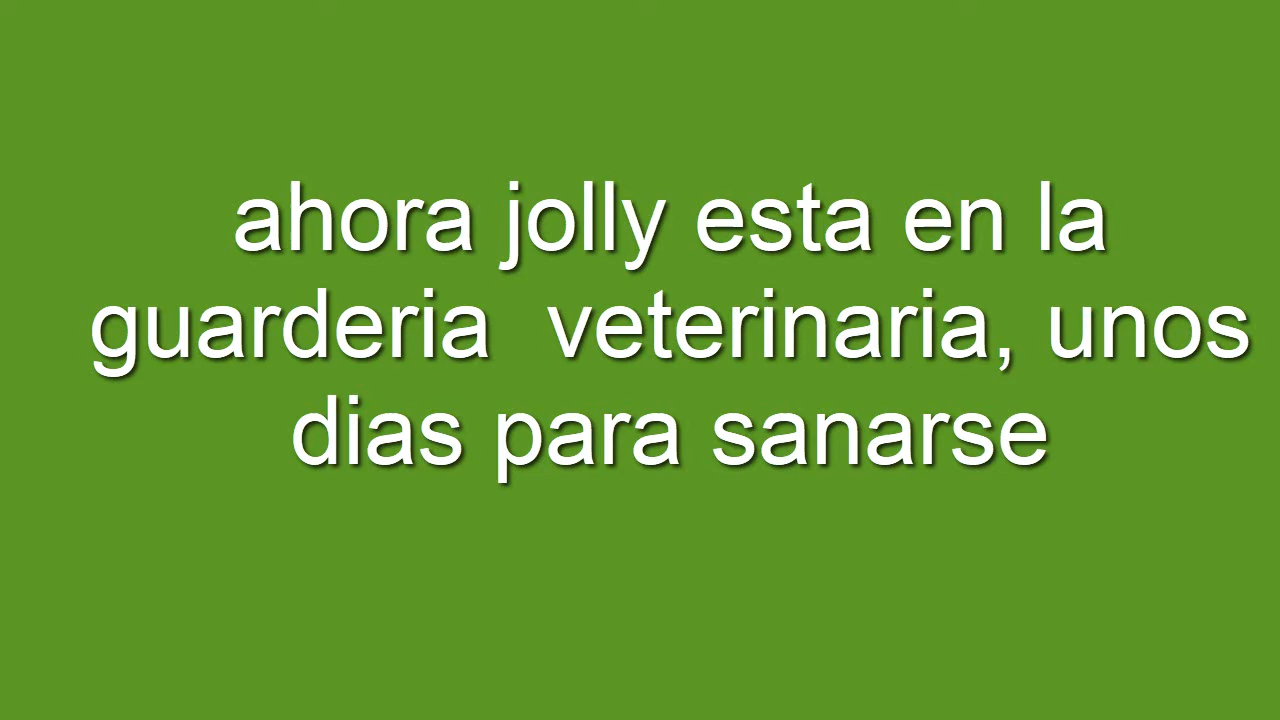 ahora jolly esta en la
guarderia  veterinaria, unos
dias para sanarse